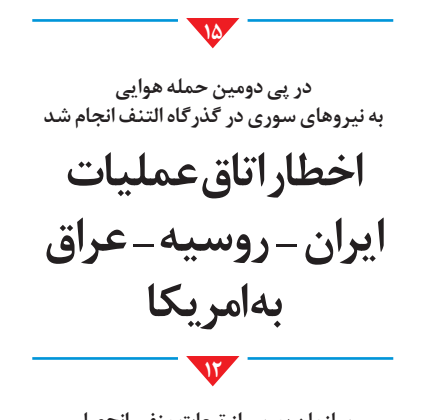 ۱۵
در پی دومین حمله هوایی
به نیروهای سوری در گذرگاه التنف انجام شد
اخطار اتاق عملیات
ایران - روسیه - عراق
به امریکا
۱۲